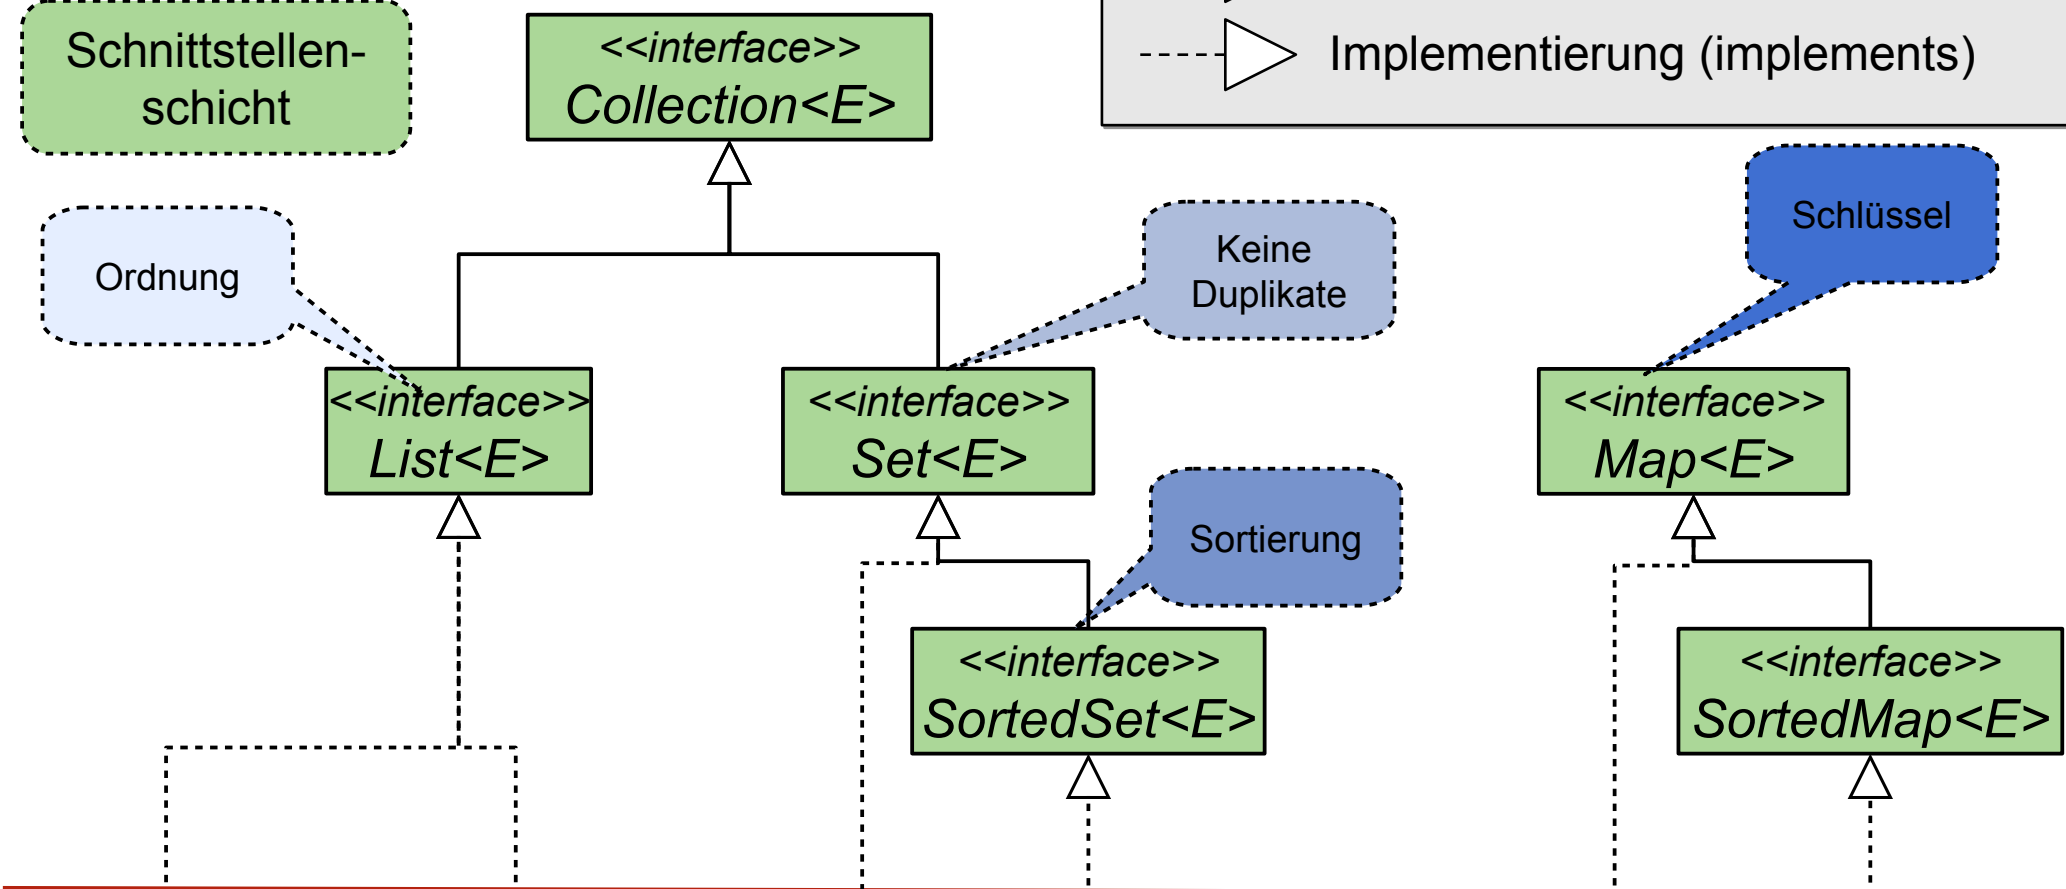 Schnittstellen-
schicht
<<interface>>
Collection<E>
Implementierung (implements)
Ordnung
Keine
Duplikate
Schlüssel
<<interface>>
List<E>
<<interface>>
Set<E>
<<interface>>
Map<E>
Sortierung
<<interface>>
SortedSet<E>
<<interface>>
SortedMap<E>